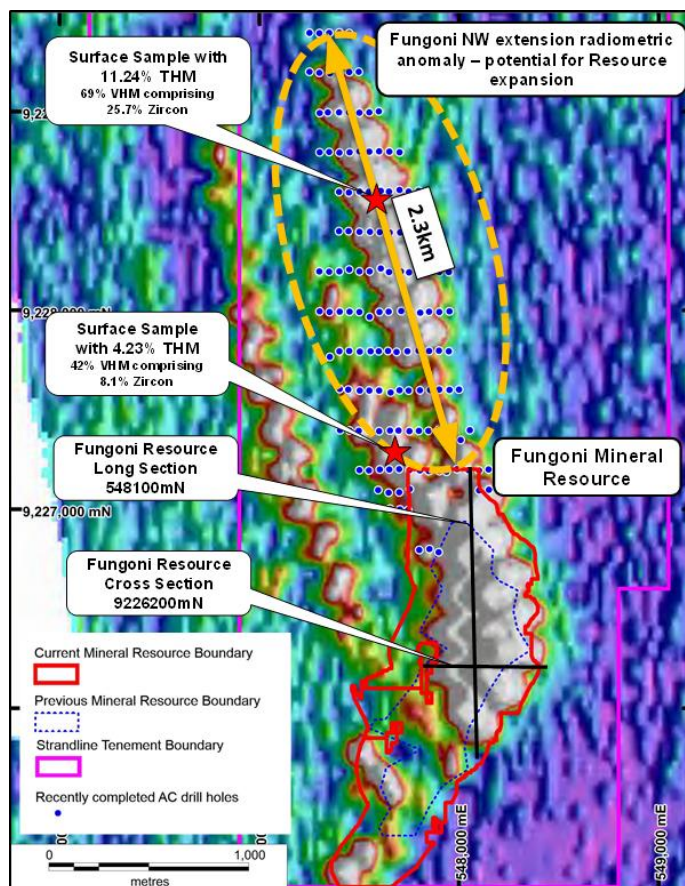 Fungoni NW extension radiometric
anomaly – potential for Resource
expansion
Surface Sample with
11.24% THM
69% VHM comprising
25.7% Zircon
2.3km
9,228,000 mN
Surface Sample
with 4.23% THM
42% VHM comprising
8.1% Zircon
Fungoni Resource
Long Section
548100mN
Fungoni Mineral
Resource
9,227,000 mN
Fungoni Resource
Cross Section
9226200mN
Current Mineral Resource Boundary
Previous Mineral Resource Boundary
Strandline Tenement Boundary
Recently completed AC drill holes
0 1,000
metres
548,000 mE
549,000 mE